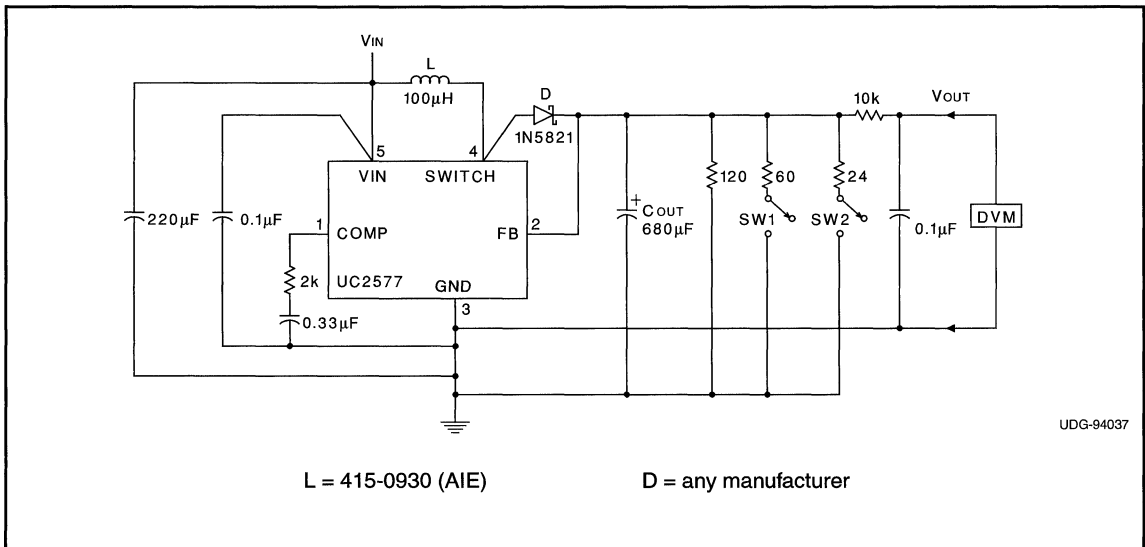 VIN
L
100µH
D
1N5821
10k
VOUT
5
4
VIN
SWITCH
220µF
0.1µF
1
COMP
FB
2
2k
UC2577
GND
3
0.33µF
+
COUT
680µF
120
60
SW1
24
SW2
0.1µF
DVM
UDG-94037
L = 415-0930 (AIE)
D = any manufacturer